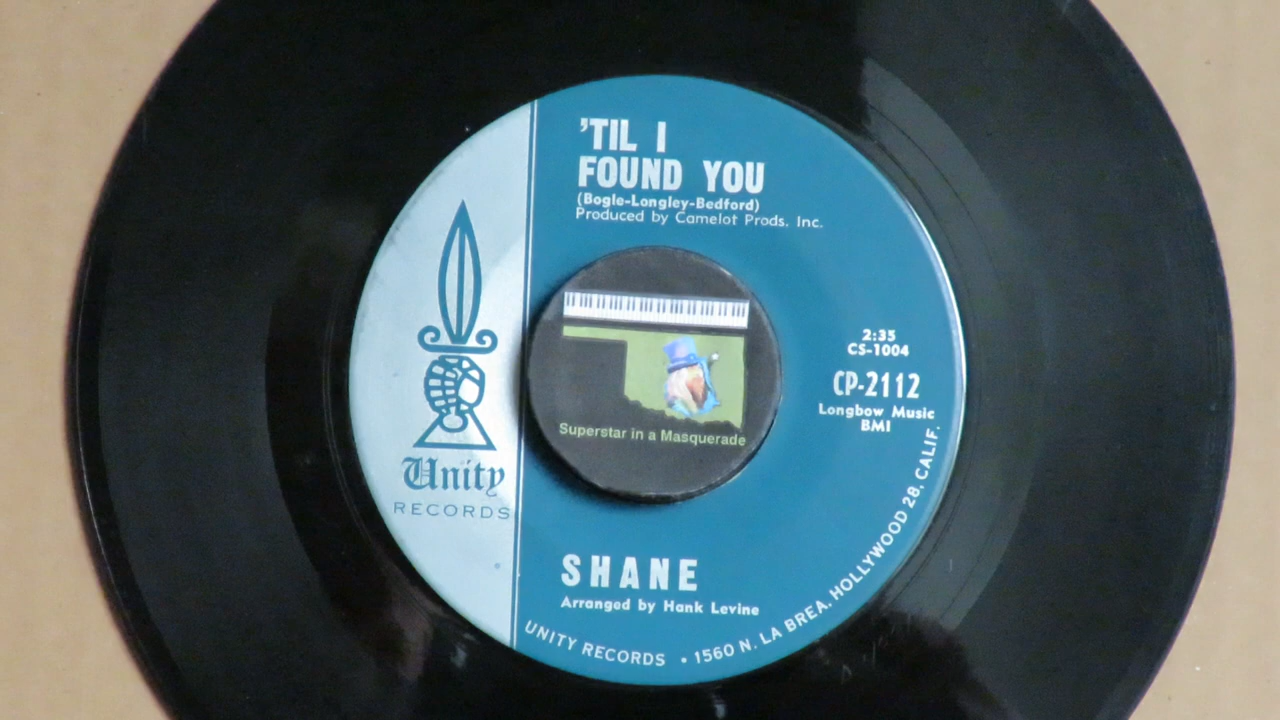 'TIL I
FOUND YOU
(Bogle-Longley-Bedford)
Produced by Camelot Prods. Inc.
2:35
CS-1004
CP-2112
Longbow Music
BMI
Superstar in a Masquerade
Unity
RECORDS
SHANE
Arranged by Hank Levine
UNITY RECORDS • 1560 N. LA BREA, HOLLYWOOD 28, CALIF.